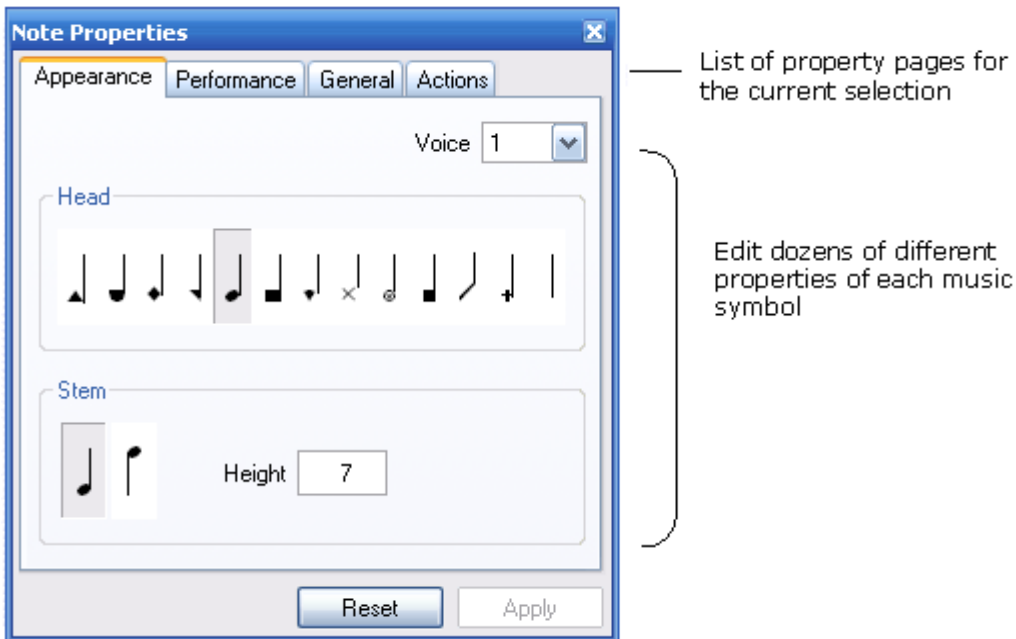 Note Properties
Appearance Performance General Actions
List of property pages for
the current selection
Voice 1
Head
Edit dozens of different
properties of each music
symbol
Stem
Height 7
Reset Apply